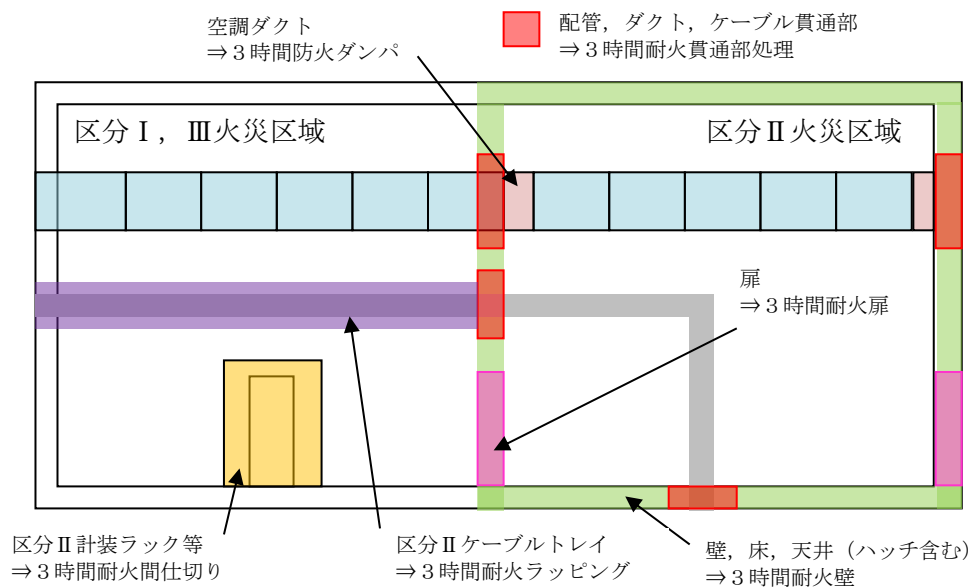 空調ダクト
⇒３時間防火ダンパ
配管，ダクト，ケーブル貫通部
⇒３時間耐火貫通部処理
区分Ⅰ，Ⅲ火災区域
区分Ⅱ火災区域
扉
⇒３時間耐火扉
区分Ⅱ計装ラック等
⇒３時間耐火間仕切り
区分Ⅱケーブルトレイ
⇒３時間耐火ラッピング
壁，床，天井（ハッチ含む）
⇒３時間耐火壁